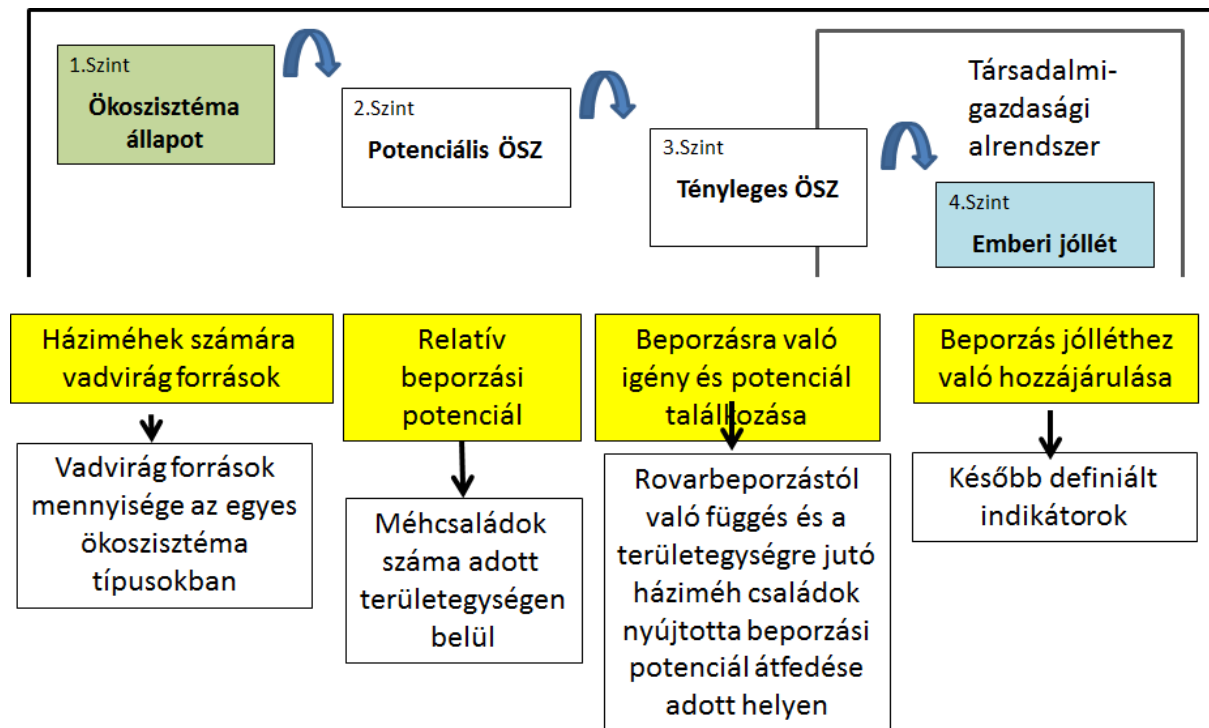 1.Szint
Ökoszisztéma
állapot
2.Szint
Potenciális ÖSZ
3.Szint
Tényleges ÖSZ
Társadalmi-
gazdasági
alrendszer
4.Szint
Emberi jóllét
Háziméhek számára
vadvirág források
Relatív
beporzási
potenciál
Beporzásra való
igény és potenciál
találkozása
Beporzás jólléthez
való hozzájárulása
Vadvirág források
mennyisége az egyes
ökoszisztéma
típusokban
Méhcsaládok
száma adott
területegységen
belül
Rovarbeporzástól
való függés és a
területegységre jutó
háziméh családok
nyújtotta beporzási
potenciál átfedése
adott helyen
Később definiált
indikátorok